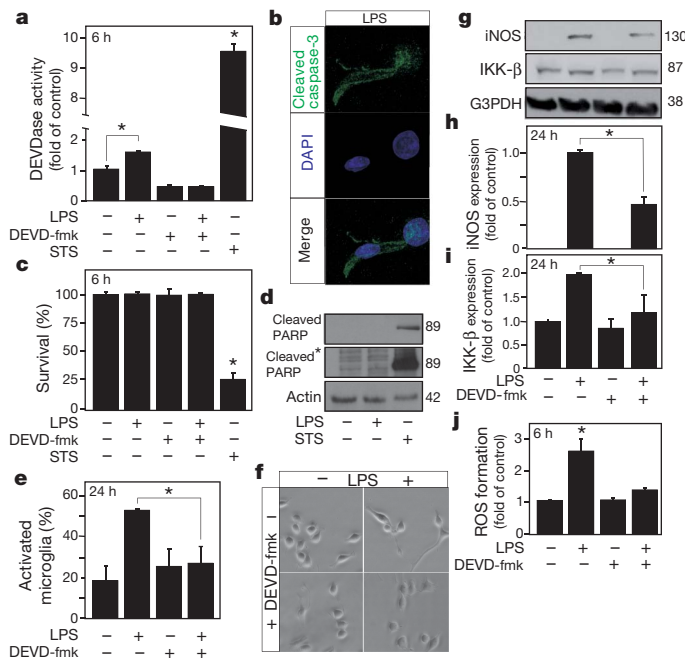 a
6 h
DEVDase activity
(fold of control)
10
9
8
2
1
0
*
*
LPS – + – + –
DEVD-fmk – – + + –
STS – – – – +
b
LPS
Cleaved
caspase-3
DAPI
Merge
c
6 h
Survival (%)
100
75
50
25
0
*
LPS – + – + –
DEVD-fmk – – + + –
STS – – – – +
d
Cleaved
PARP
89
Cleaved*
PARP
89
Actin
42
LPS – + –
STS – – +
e
24 h
Activated
microglia (%)
60
40
20
0
*
LPS – + – +
DEVD-fmk – – + +
f
– LPS +
+ DEVD-fmk –
g
iNOS
130
IKK-β
87
G3PDH
38
h
24 h
iNOS expression
(fold of control)
1.0
0.5
0
*
i
24 h
IKK-β expression
(fold of control)
2.0
1.5
1.0
0.5
0
*
LPS – + – +
DEVD-fmk – – + +
j
6 h
ROS formation
(fold of control)
3
2
1
0
*
LPS – + – +
DEVD-fmk – – + +